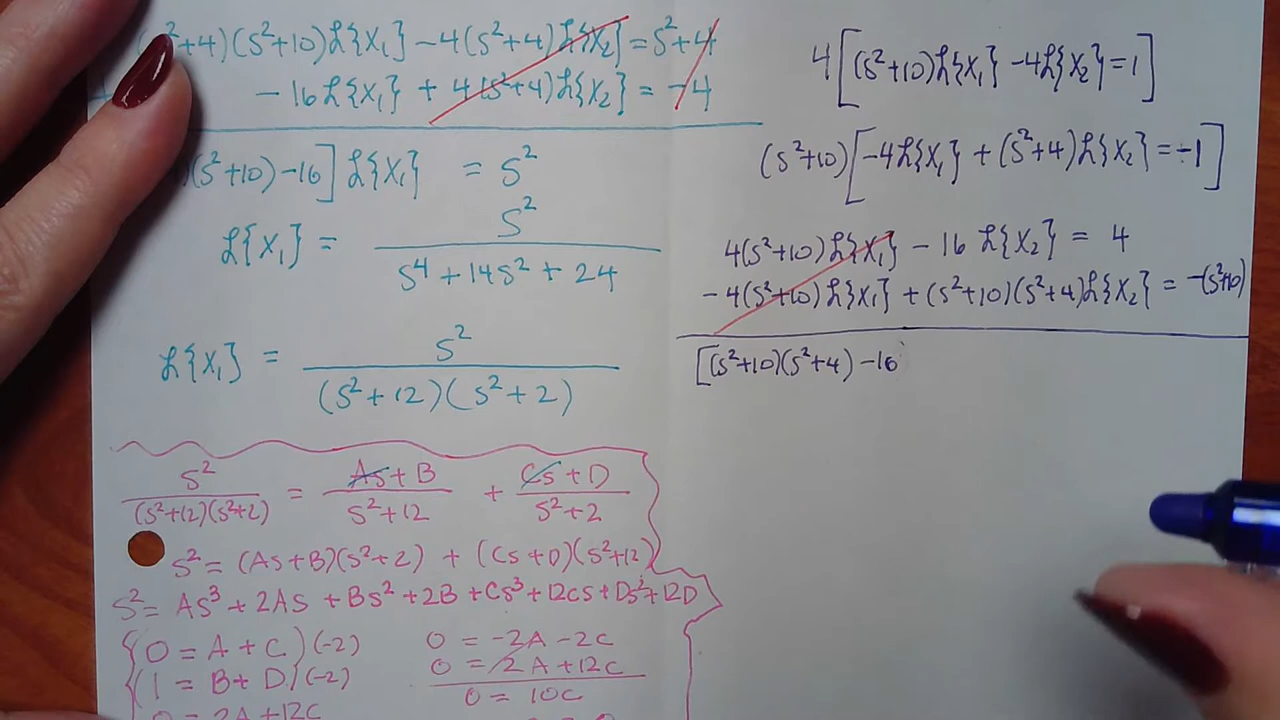 ²+4)(s²+10)ℒ{x₁} -4(s²+4)ℒ{x₂} = s²+4
-16ℒ{x₁} + 4(s²+4)ℒ{x₂} = -4
(s²+10)-16]ℒ{x₁} = s²
ℒ{x₁} = s² / s⁴+14s²+24
ℒ{x₁} = s² / (s²+12)(s²+2)
s² / (s²+12)(s²+2) = As+B / s²+12 + Cs+D / s²+2
s² = (As+B)(s²+2) + (Cs+D)(s²+12)
s² = As³+2As+Bs²+2B+Cs³+12Cs+Ds²+12D
0 = A+C)(-2)
1 = B+D)(-2)
0 = 2A+12C
0 = -2A-2C
0 = 2A+12C
0 = 10C
4[(s²+10)ℒ{x₁} -4ℒ{x₂} = 1]
(s²+10)[-4ℒ{x₁} + (s²+4)ℒ{x₂} = -1]
4(s²+10)ℒ{x₁} - 16ℒ{x₂} = 4
-4(s²+10)ℒ{x₁} + (s²+10)(s²+4)ℒ{x₂} = -(s²+10)
[(s²+10)(s²+4)-16